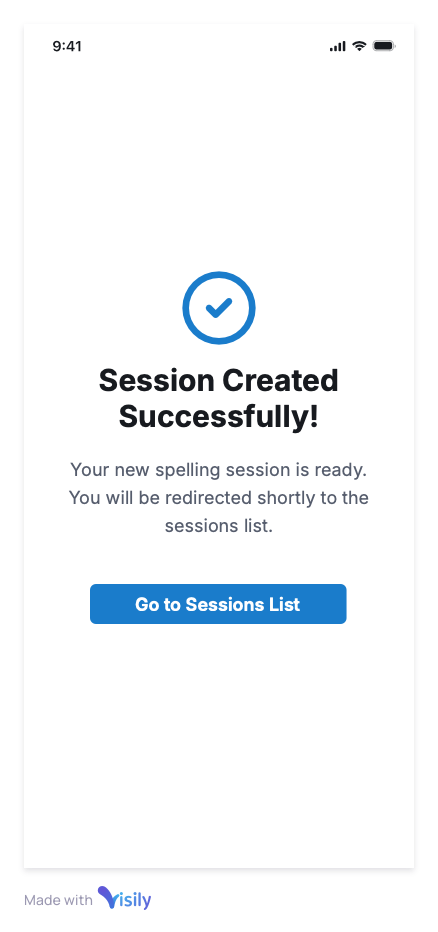 9:41
Session Created
Successfully!
Your new spelling session is ready.
You will be redirected shortly to the
sessions list.
Go to Sessions List
Made with Visily